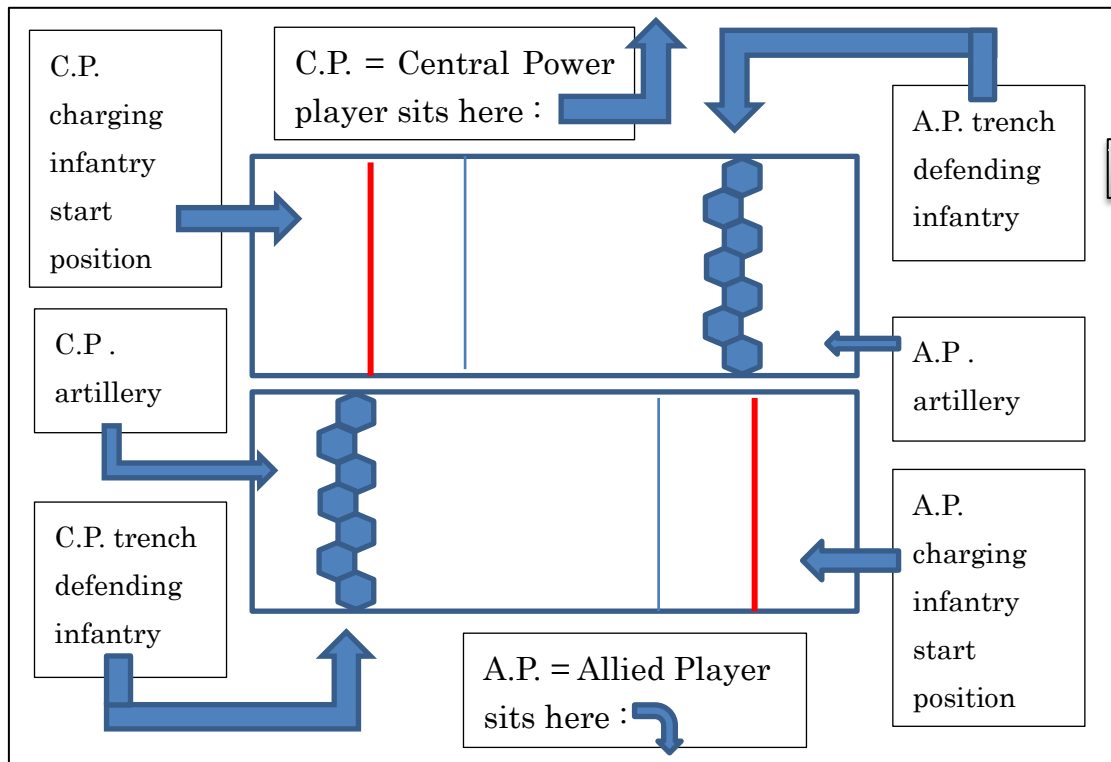 C.P.
charging
infantry
start
position
C.P. = Central Power
player sits here：
A.P. trench
defending
infantry
C.P .
artillery
A.P .
artillery
C.P. trench
defending
infantry
A.P.
charging
infantry
start
position
A.P. = Allied Player
sits here：